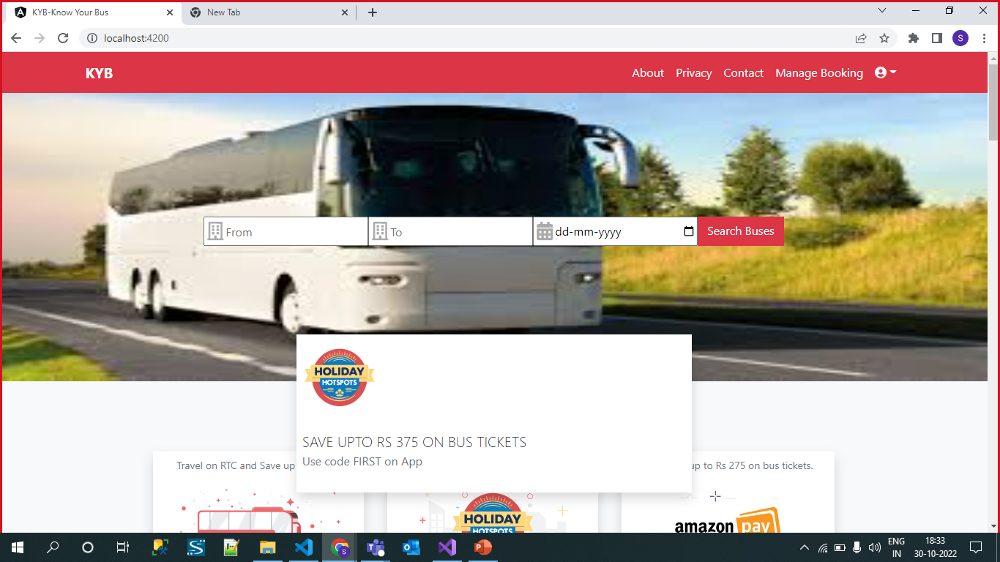 KYB-Know Your Bus
New Tab
localhost:4200
S
KYB
About Privacy Contact Manage Booking
From To dd-mm-yyyy Search Buses
HOLIDAY
HOTSPOTS
SAVE UPTO RS 375 ON BUS TICKETS
Use code FIRST on App
Travel on RTC and Save up
up to Rs 275 on bus tickets.
HOLIDAY
amazon pay
ENG
IN
18:33
30-10-2022